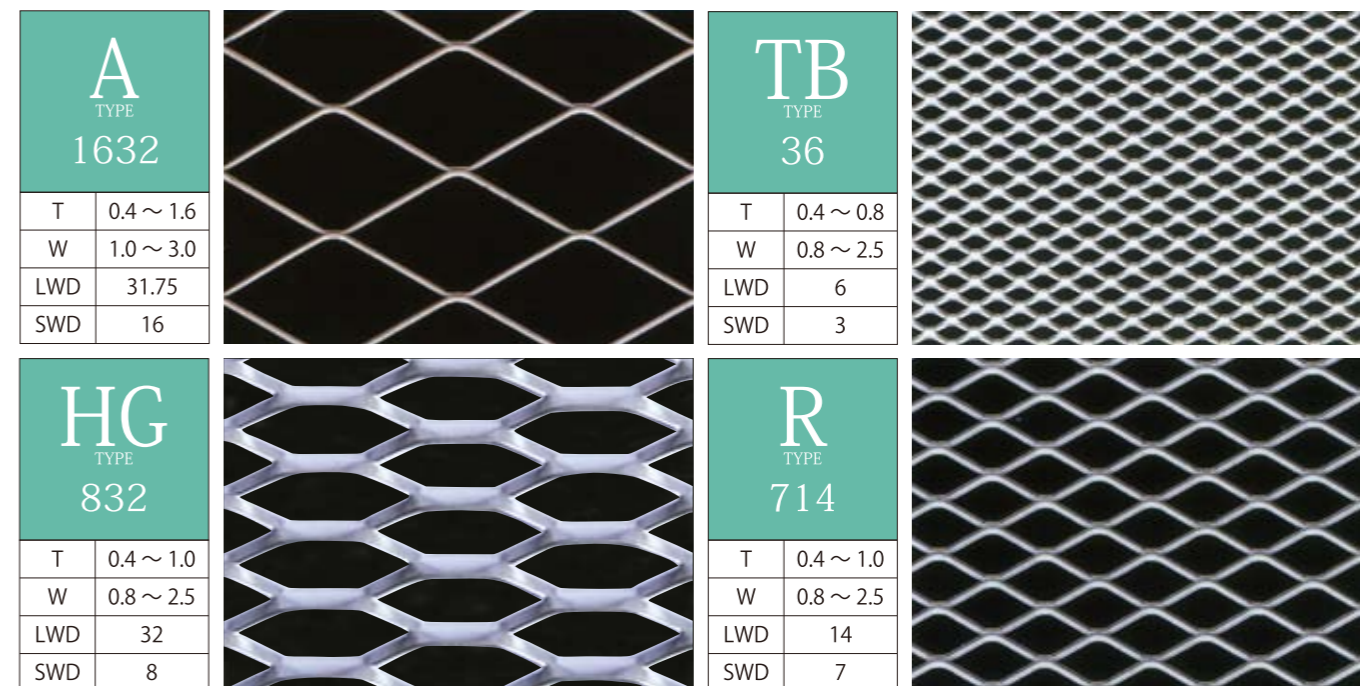 A
TYPE
1632
T 0.4～1.6
W 1.0～3.0
LWD 31.75
SWD 16
TB
TYPE
36
T 0.4～0.8
W 0.8～2.5
LWD 6
SWD 3
HG
TYPE
832
T 0.4～1.0
W 0.8～2.5
LWD 32
SWD 8
R
TYPE
714
T 0.4～1.0
W 0.8～2.5
LWD 14
SWD 7